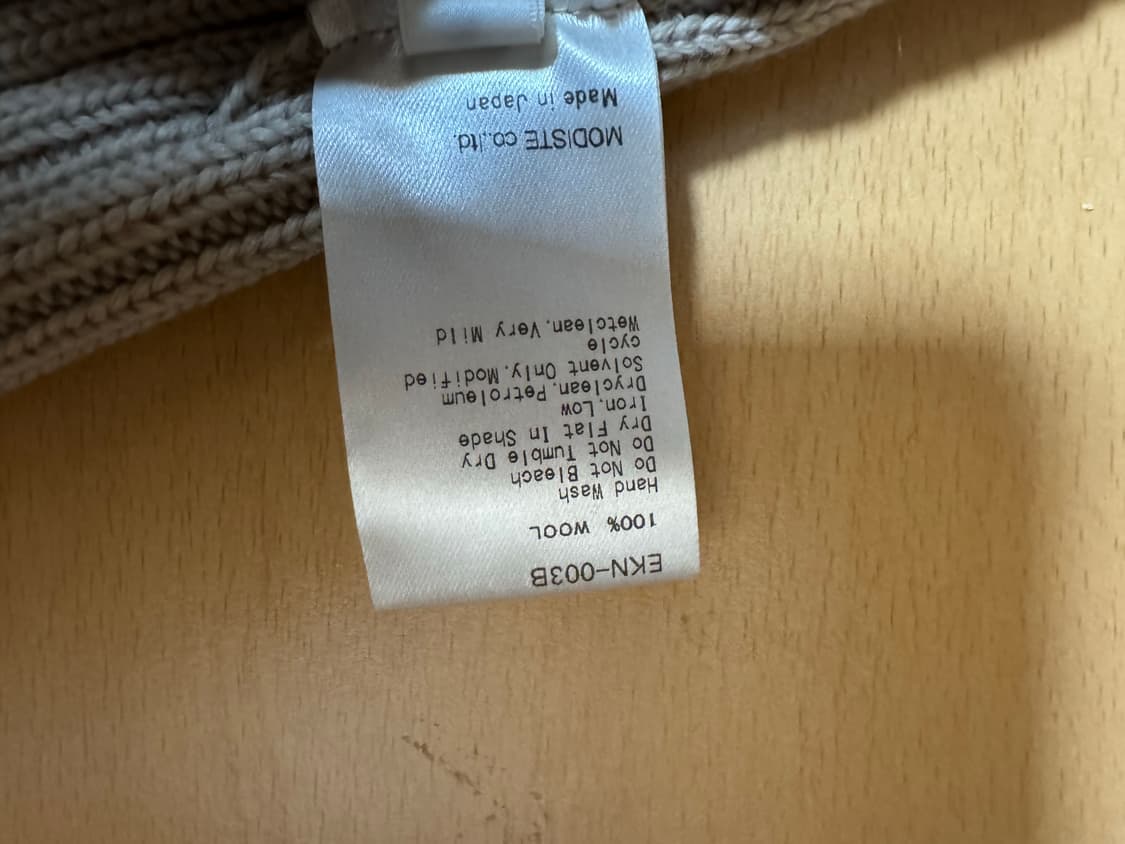 EKN-003B
100% WOOL
Hand Wash
Do Not Bleach
Do Not Tumble Dry
Dry Flat In Shade
Iron.Low
Dryclean.Petroleum
Solvent Only.Modified
cycle
Wetclean.Very Mild
MODISTE co.,ltd.
Made in Japan